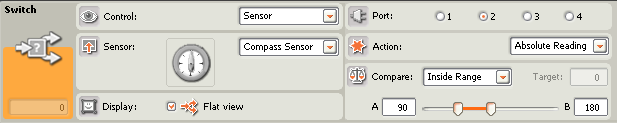 Switch
0
Control: Sensor
Sensor: Compass Sensor
Display: Flat view
Port: 1 2 3 4
Action: Absolute Reading
Compare: Inside Range Target: 0
A 90 B 180